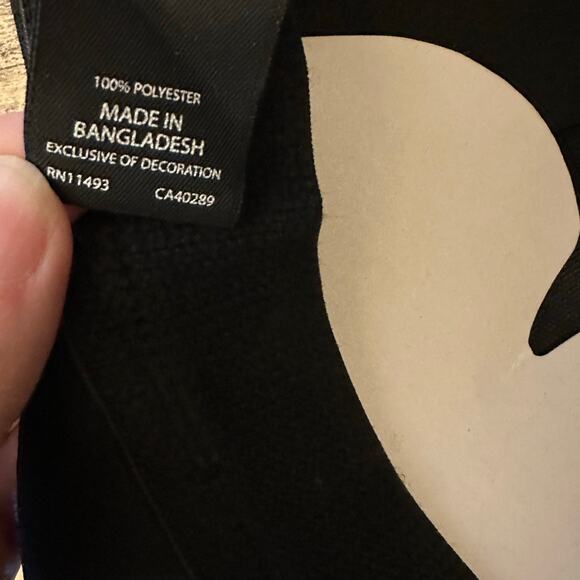 100% POLYESTER
MADE IN
BANGLADESH
EXCLUSIVE OF DECORATION
RN11493 CA40289